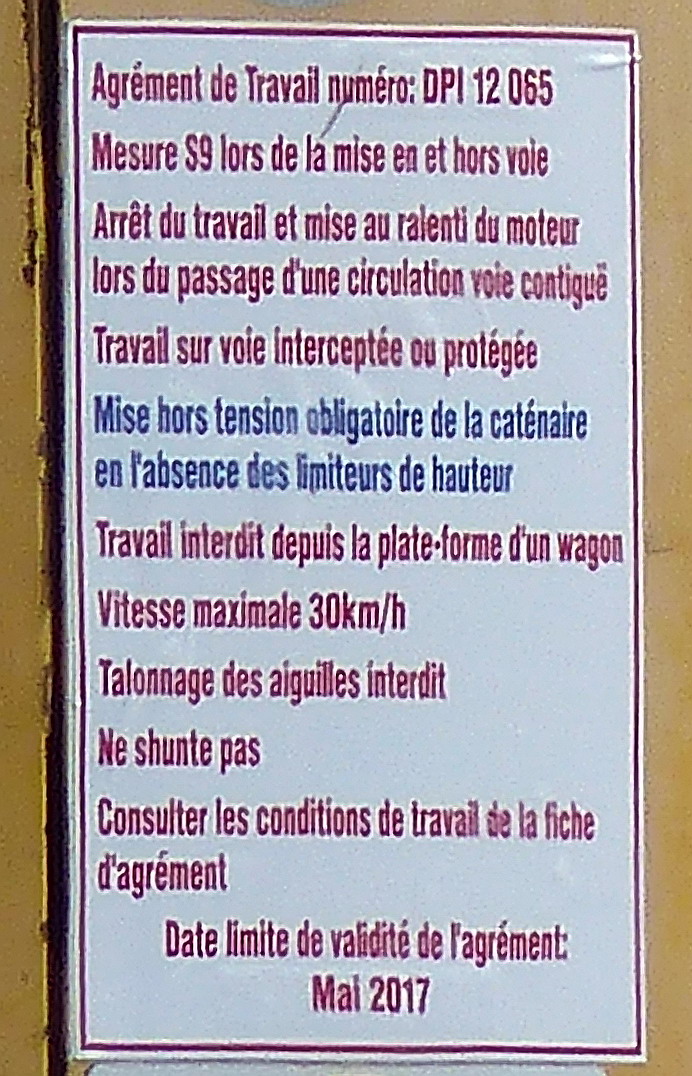 Agrément de Travail numéro: DPI 12 065
Mesure S9 lors de la mise en et hors voie
Arrêt du travail et mise au ralenti du moteur
lors du passage d'une circulation voie contiguë
Travail sur voie interceptée ou protégée
Mise hors tension obligatoire de la caténaire
en l'absence des limiteurs de hauteur
Travail interdit depuis la plate-forme d'un wagon
Vitesse maximale 30km/h
Talonnage des aiguilles interdit
Ne shunte pas
Consulter les conditions de travail de la fiche
d'agrément
Date limite de validité de l'agrément:
Mai 2017